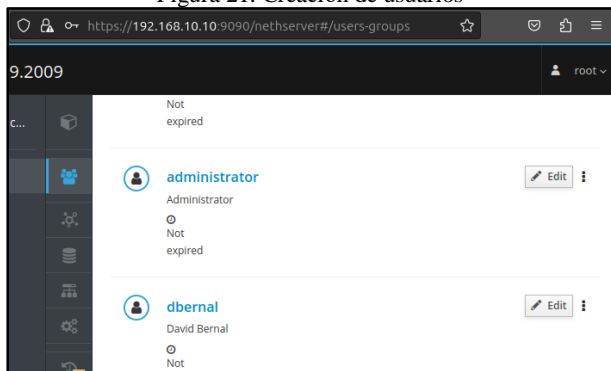 Figura 21. Creación de usuarios
https://192.168.10.10:9090/nethserver#/users-groups
9.2009
root
Not
c...
expired
administrator
Edit
Administrator
Not
expired
dbernal
Edit
David Bernal
Not